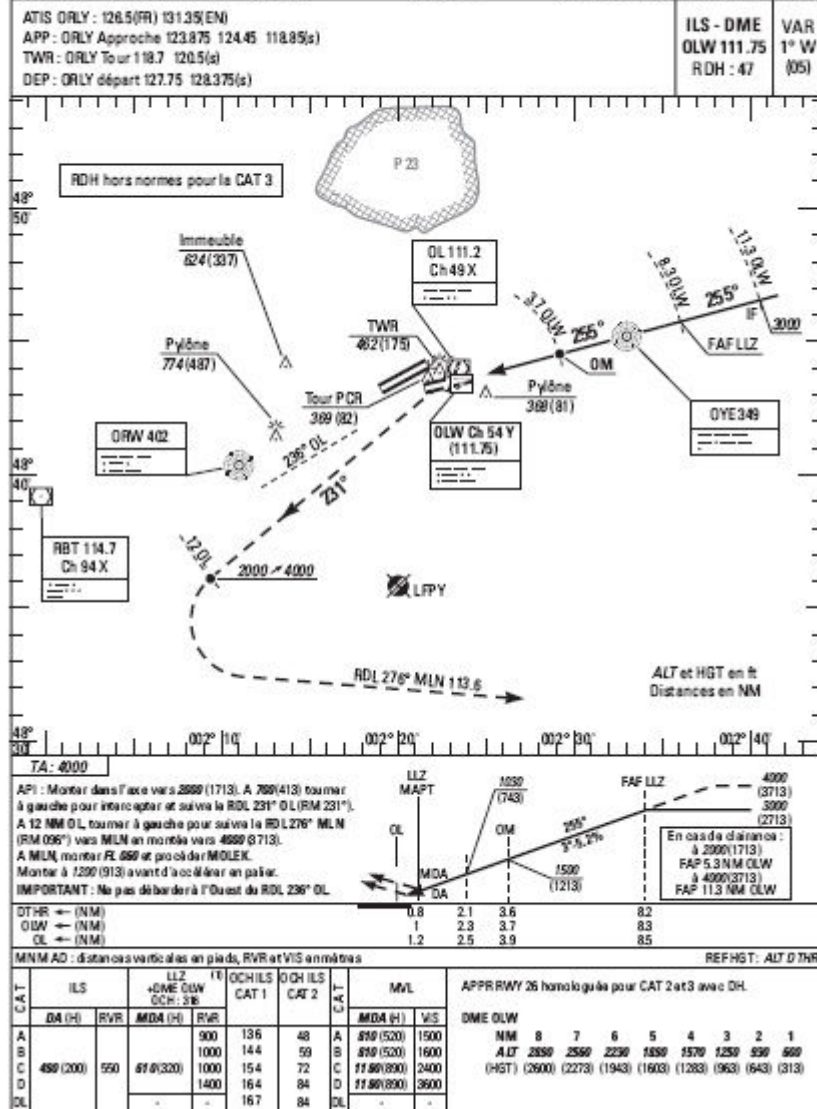 ATIS ORLY : 126.5(FR) 131.35(EN)
APP : ORLY Approche 123.875 124.45 118.85(s)
TWR : ORLY Tour 118.7 120.5(s)
DEP : ORLY départ 127.75 128.375(s)
ILS - DME
OLW 111.75
RDH : 47
VAR
1° W
(05)
P 23
RDH hors normes pour la CAT 3
48°
50'
Immeuble
624(337)
OL 111.2
Ch 49 X
11.3 OLW
8.3 OLW
3.7 OLW
255°
255°
IF
3000
FAF LLZ
OM
TWR
462(175)
Pylône
774(487)
Tour PCR
369 (82)
Pylône
368(81)
OYE 349
ORW 402
OLW Ch 54 Y
(111.75)
236° OL
231°
48°
40'
RBT 114.7
Ch 94 X
12 OL
2000 ↗ 4000
LFPY
RDL 276° MLN 113.6
ALT et HGT en ft
Distances en NM
48°
30'
002° 10'
002° 20'
002° 30'
002° 40'
TA: 4000
API : Monter dans l'axe vers 2000 (1713). A 700(413) tourner
à gauche pour intercepter et suivre le RDL 231° OL (RM 231°).
A 12 NM OL, tourner à gauche pour suivre le RDL 276° MLN
(RM 096°) vers MLN en montée vers 4000 (3713).
A MLN, monter FL 060 et procéder MOLEK.
Monter à 1200 (913) avant d'accélérer en palier.
IMPORTANT : Ne pas déborder à l'Ouest du RDL 236° OL
LLZ
MAPT
1030
(743)
FAF LLZ
4000
(3713)
3000
(2713)
OL
OM
255°
3°-5.2%
MDA
DA
1500
(1213)
En cas de clairance :
à 2000(1713)
FAP 5.3 NM OLW
à 4000(3713)
FAP 11.3 NM OLW
DTHR ← (NM) 0.8 2.1 3.6 8.2
OLW ← (NM) 1 2.3 3.7 8.3
OL ← (NM) 1.2 2.5 3.9 8.5
MNM AD : distances verticales en pieds, RVR et VIS en mètres
REF HGT : ALT D THR
CAT ILS LLZ (1) +DME OLW OCH : 318 OCH ILS CAT 1 OCH ILS CAT 2 CAT MVL
DA (H) RVR MDA (H) RVR MDA (H) VIS
A 900 136 48 A 810 (520) 1500
B 1000 144 59 B 810 (520) 1600
C 490 (200) 550 610(320) 1000 154 72 C 1180(890) 2400
D 1400 164 84 D 1180(890) 3600
DL - - 167 84 DL - -
APPR RWY 26 homologuée pour CAT 2 et 3 avec DH.
DME OLW
NM 8 7 6 5 4 3 2 1
ALT 2890 2560 2230 1890 1570 1250 930 600
(HGT) (2600) (2273) (1943) (1603) (1283) (963) (643) (313)